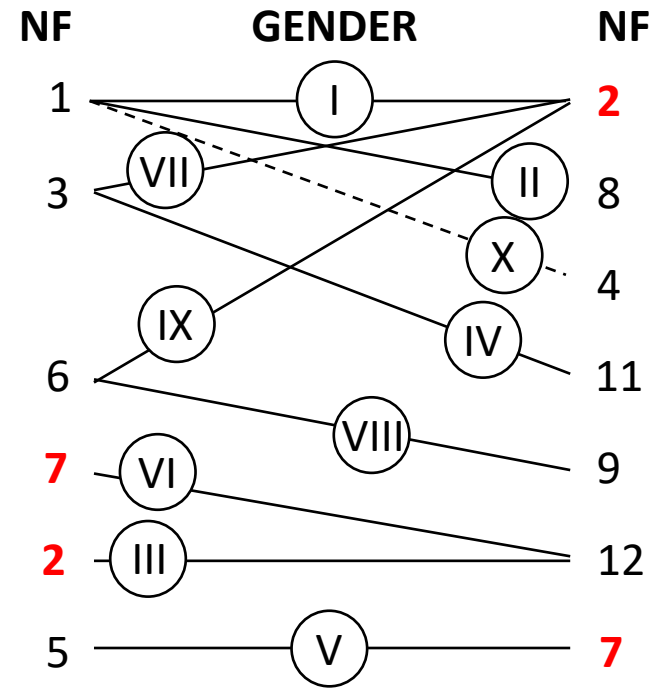 NF GENDER NF
1 I 2
VII II
3 8
X
4
IX IV
6 11
VIII
7 VI 9
2 III 12
5 V 7